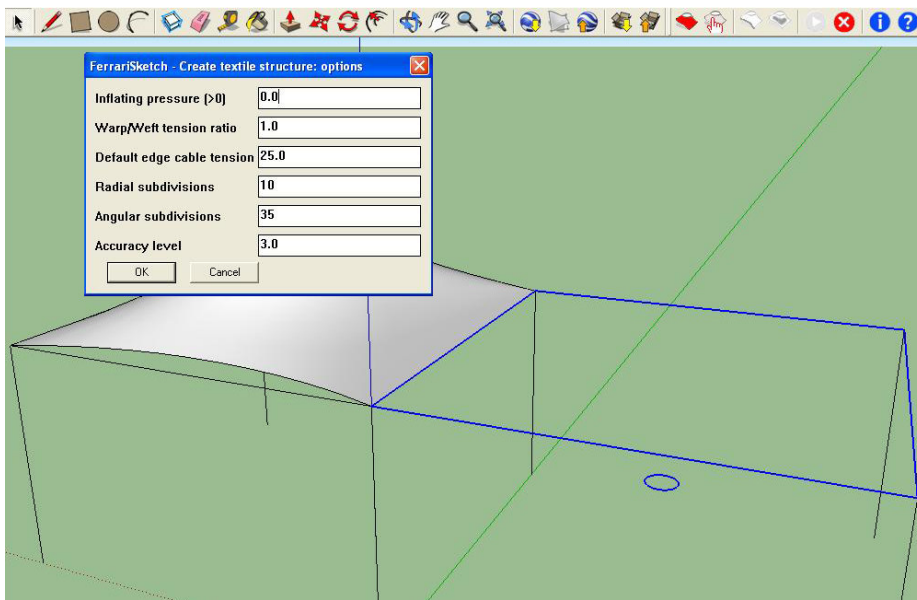 FerrariSketch - Create textile structure: options
Inflating pressure (>0) 0.0
Warp/Weft tension ratio 1.0
Default edge cable tension 25.0
Radial subdivisions 10
Angular subdivisions 35
Accuracy level 3.0
OK Cancel